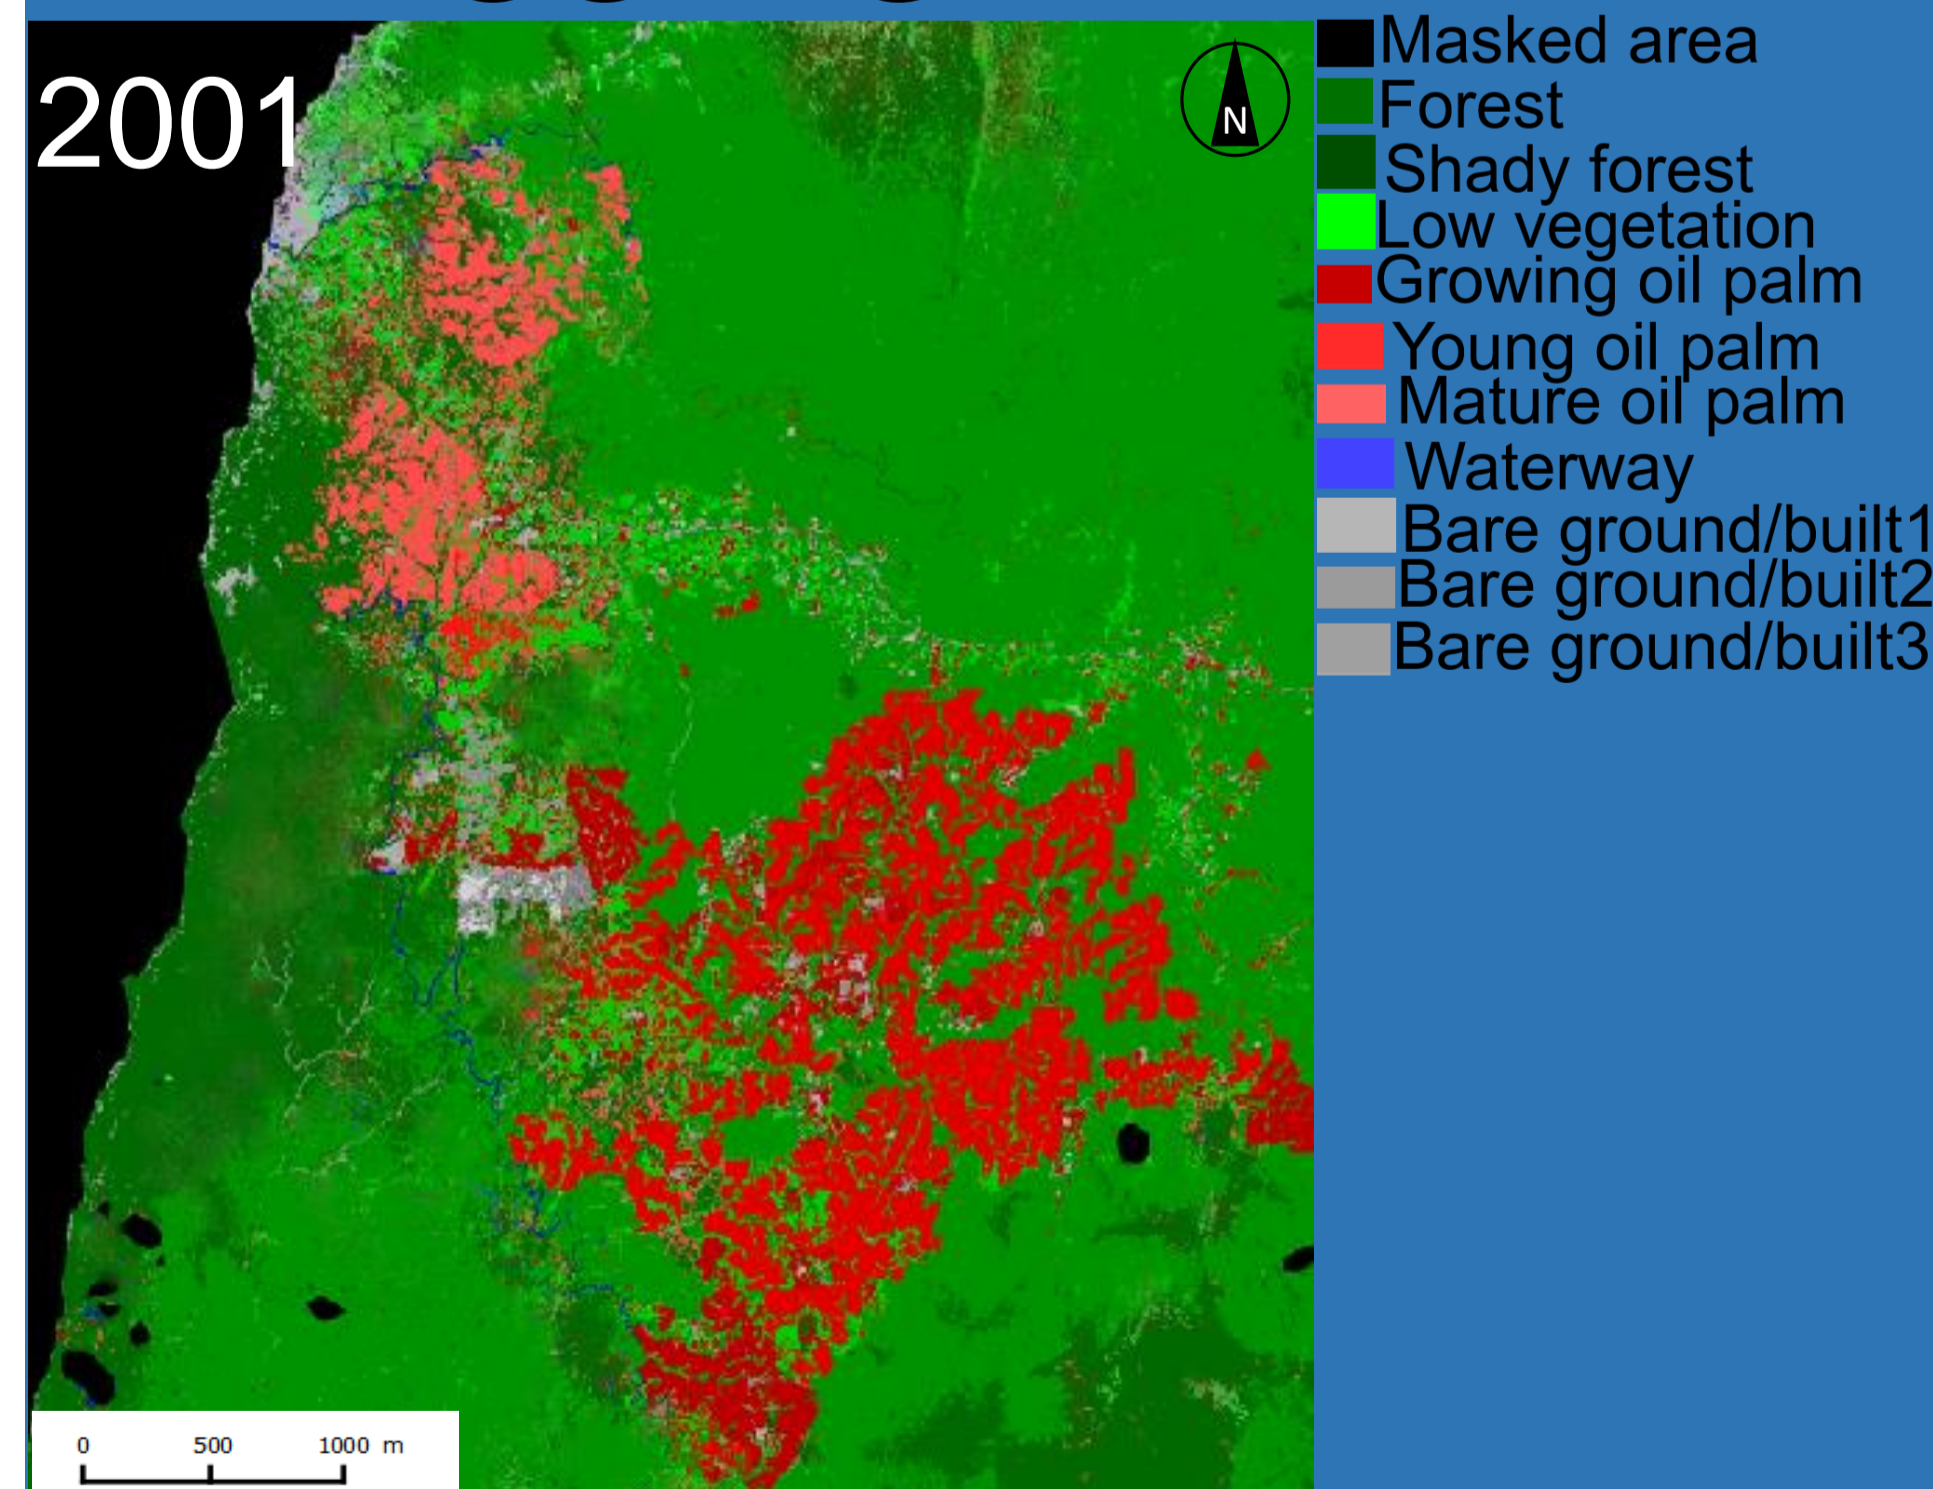 2001
N
Masked area
Forest
Shady forest
Low vegetation
Growing oil palm
Young oil palm
Mature oil palm
Waterway
Bare ground/built1
Bare ground/built2
Bare ground/built3
0 500 1000 m